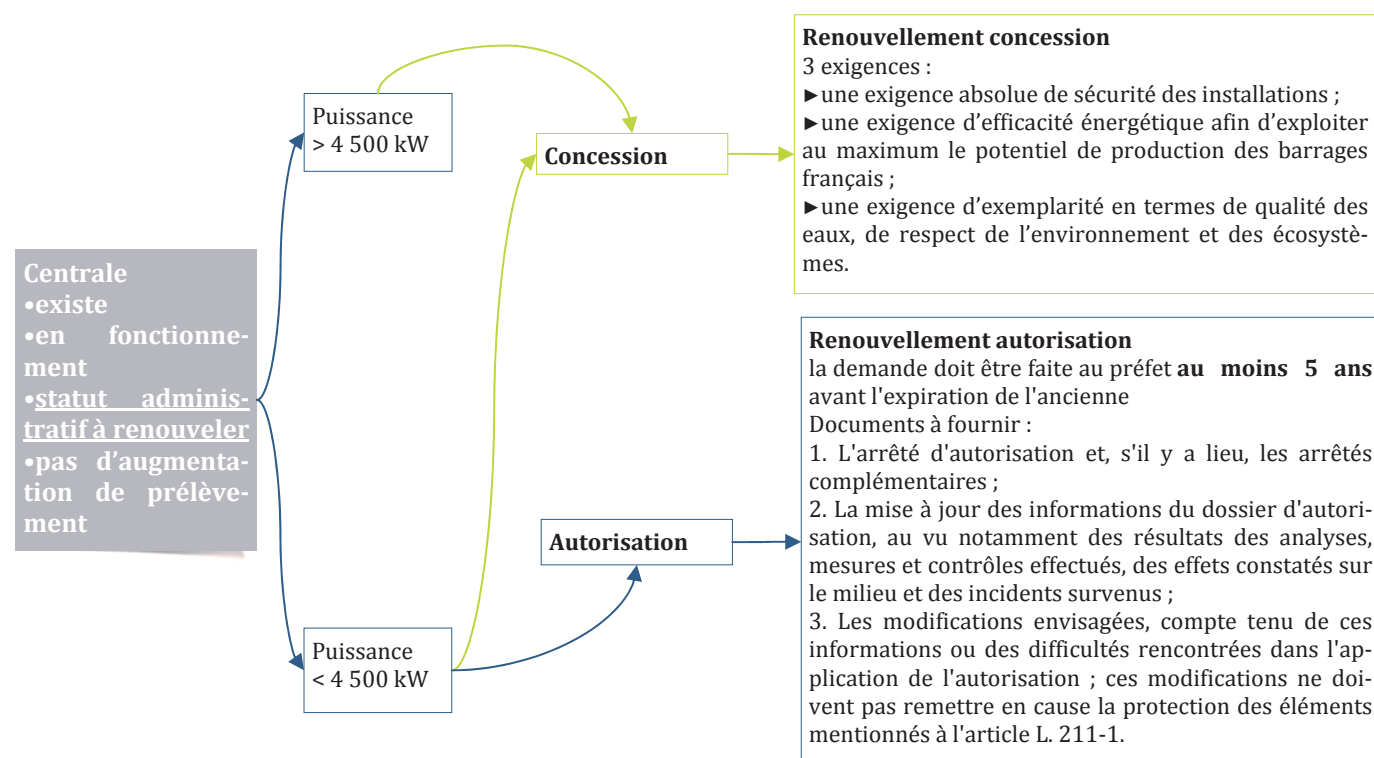 Centrale
•existe
•en fonctionne-
ment
•statut adminis-
tratif à renouveler
•pas d’augmenta-
tion de prélève-
ment
Puissance
> 4 500 kW
Puissance
< 4 500 kW
Concession
Autorisation
Renouvellement concession
3 exigences :
►une exigence absolue de sécurité des installations ;
►une exigence d’efficacité énergétique afin d’exploiter
au maximum le potentiel de production des barrages
français ;
►une exigence d’exemplarité en termes de qualité des
eaux, de respect de l’environnement et des écosystè-
mes.
Renouvellement autorisation
la demande doit être faite au préfet au moins 5 ans
avant l'expiration de l'ancienne
Documents à fournir :
1. L'arrêté d'autorisation et, s'il y a lieu, les arrêtés
complémentaires ;
2. La mise à jour des informations du dossier d'autori-
sation, au vu notamment des résultats des analyses,
mesures et contrôles effectués, des effets constatés sur
le milieu et des incidents survenus ;
3. Les modifications envisagées, compte tenu de ces
informations ou des difficultés rencontrées dans l'ap-
plication de l'autorisation ; ces modifications ne doi-
vent pas remettre en cause la protection des éléments
mentionnés à l'article L. 211-1.